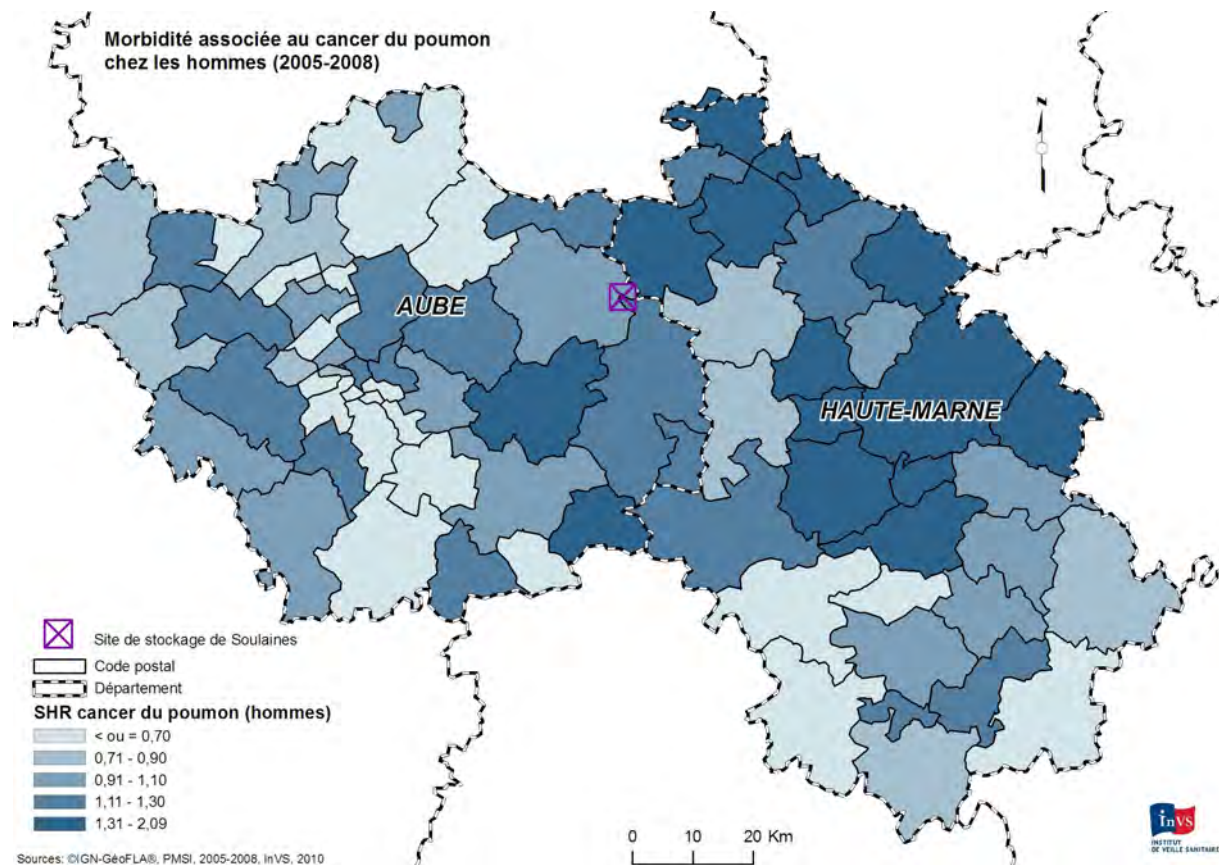 Morbidité associée au cancer du poumon
chez les hommes (2005-2008)
N
AUBE
HAUTE-MARNE
Site de stockage de Soulaines
Code postal
Département
SHR cancer du poumon (hommes)
< ou = 0,70
0,71 - 0,90
0,91 - 1,10
1,11 - 1,30
1,31 - 2,09
0 10 20 Km
InVS
INSTITUT
DE VEILLE SANITAIRE
Sources: ©IGN-GéoFLA®, PMSI, 2005-2008, InVS, 2010